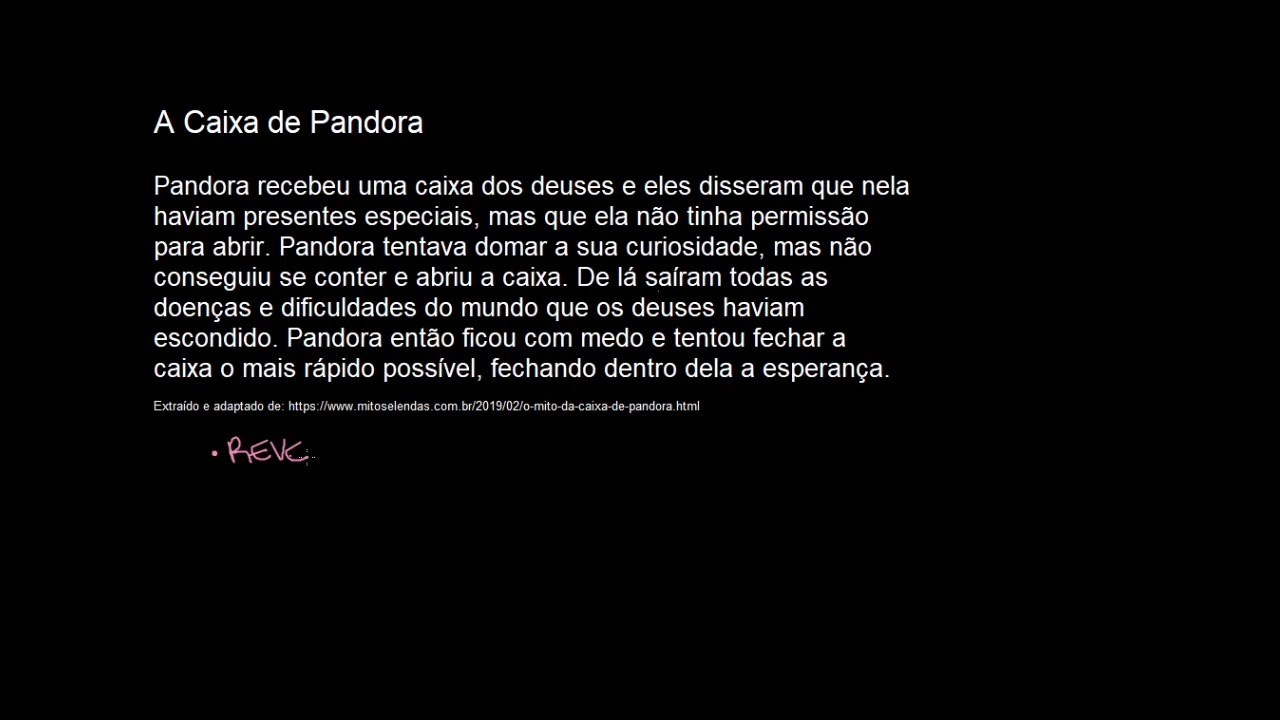 A Caixa de Pandora
Pandora recebeu uma caixa dos deuses e eles disseram que nela
haviam presentes especiais, mas que ela não tinha permissão
para abrir. Pandora tentava domar a sua curiosidade, mas não
conseguiu se conter e abriu a caixa. De lá saíram todas as
doenças e dificuldades do mundo que os deuses haviam
escondido. Pandora então ficou com medo e tentou fechar a
caixa o mais rápido possível, fechando dentro dela a esperança.
Extraído e adaptado de: https://www.mitoselendas.com.br/2019/02/o-mito-da-caixa-de-pandora.html
• REVE